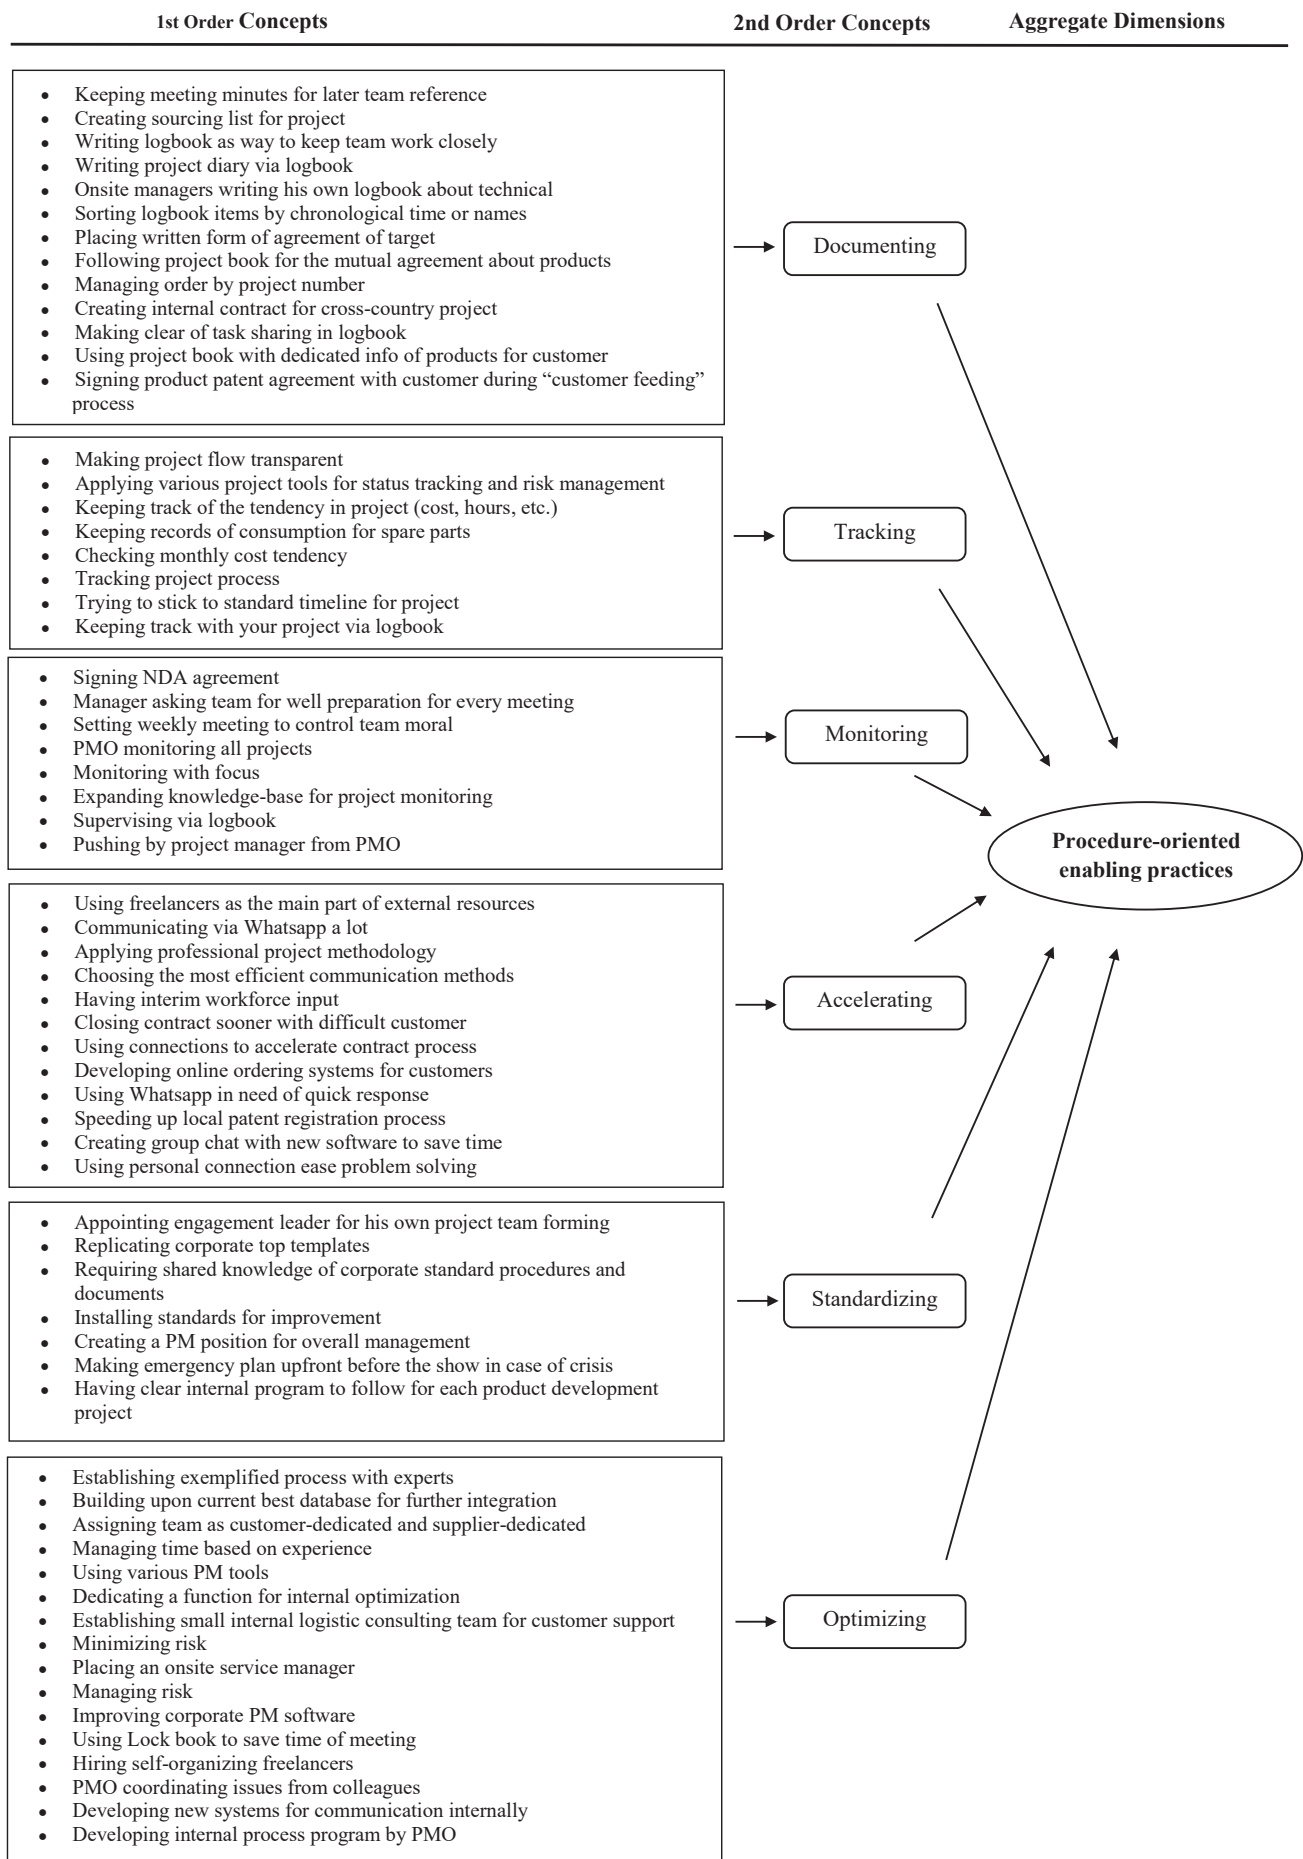 1st Order Concepts
2nd Order Concepts
Aggregate Dimensions
• Keeping meeting minutes for later team reference
• Creating sourcing list for project
• Writing logbook as way to keep team work closely
• Writing project diary via logbook
• Onsite managers writing his own logbook about technical
• Sorting logbook items by chronological time or names
• Placing written form of agreement of target
• Following project book for the mutual agreement about products
• Managing order by project number
• Creating internal contract for cross-country project
• Making clear of task sharing in logbook
• Using project book with dedicated info of products for customer
• Signing product patent agreement with customer during “customer feeding”
process
Documenting
• Making project flow transparent
• Applying various project tools for status tracking and risk management
• Keeping track of the tendency in project (cost, hours, etc.)
• Keeping records of consumption for spare parts
• Checking monthly cost tendency
• Tracking project process
• Trying to stick to standard timeline for project
• Keeping track with your project via logbook
Tracking
• Signing NDA agreement
• Manager asking team for well preparation for every meeting
• Setting weekly meeting to control team moral
• PMO monitoring all projects
• Monitoring with focus
• Expanding knowledge-base for project monitoring
• Supervising via logbook
• Pushing by project manager from PMO
Monitoring
Procedure-oriented
enabling practices
• Using freelancers as the main part of external resources
• Communicating via Whatsapp a lot
• Applying professional project methodology
• Choosing the most efficient communication methods
• Having interim workforce input
• Closing contract sooner with difficult customer
• Using connections to accelerate contract process
• Developing online ordering systems for customers
• Using Whatsapp in need of quick response
• Speeding up local patent registration process
• Creating group chat with new software to save time
• Using personal connection ease problem solving
Accelerating
• Appointing engagement leader for his own project team forming
• Replicating corporate top templates
• Requiring shared knowledge of corporate standard procedures and
documents
• Installing standards for improvement
• Creating a PM position for overall management
• Making emergency plan upfront before the show in case of crisis
• Having clear internal program to follow for each product development
project
Standardizing
• Establishing exemplified process with experts
• Building upon current best database for further integration
• Assigning team as customer-dedicated and supplier-dedicated
• Managing time based on experience
• Using various PM tools
• Dedicating a function for internal optimization
• Establishing small internal logistic consulting team for customer support
• Minimizing risk
• Placing an onsite service manager
• Managing risk
• Improving corporate PM software
• Using Lock book to save time of meeting
• Hiring self-organizing freelancers
• PMO coordinating issues from colleagues
• Developing new systems for communication internally
• Developing internal process program by PMO
Optimizing